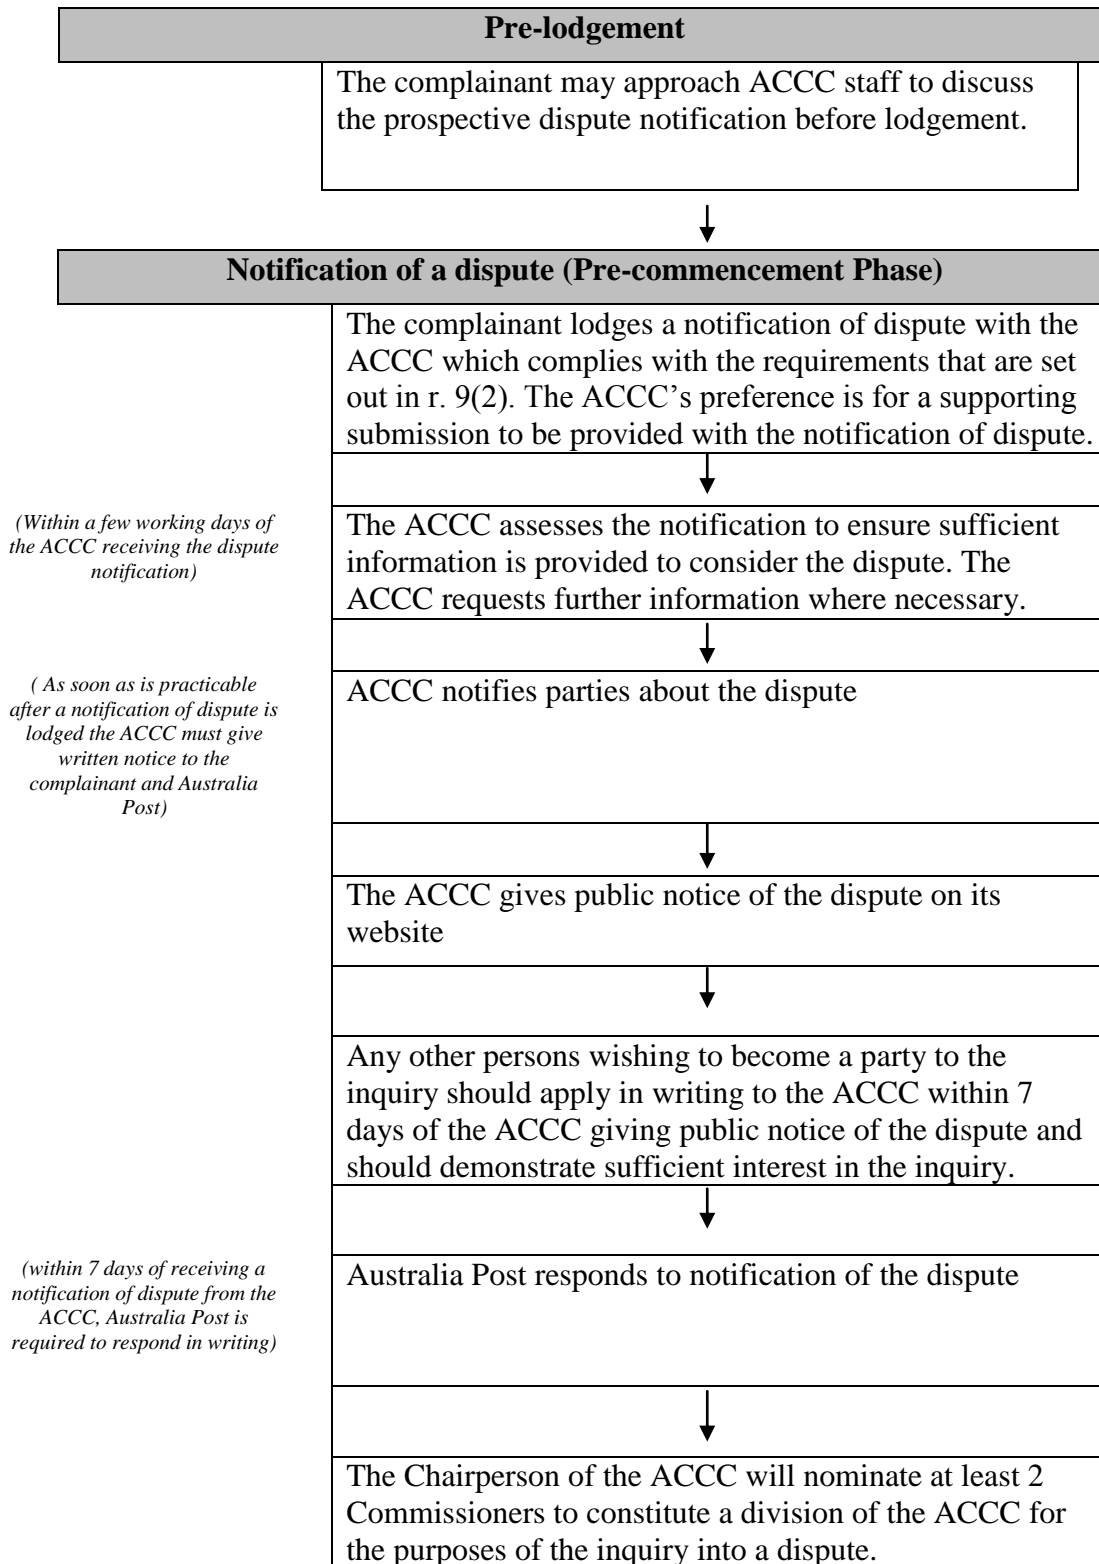 Pre-lodgement
The complainant may approach ACCC staff to discuss
the prospective dispute notification before lodgement.
Notification of a dispute (Pre-commencement Phase)
The complainant lodges a notification of dispute with the
ACCC which complies with the requirements that are set
out in r. 9(2). The ACCC’s preference is for a supporting
submission to be provided with the notification of dispute.
(Within a few working days of
the ACCC receiving the dispute
notification)
The ACCC assesses the notification to ensure sufficient
information is provided to consider the dispute. The
ACCC requests further information where necessary.
( As soon as is practicable
after a notification of dispute is
lodged the ACCC must give
written notice to the
complainant and Australia
Post)
ACCC notifies parties about the dispute
The ACCC gives public notice of the dispute on its
website
Any other persons wishing to become a party to the
inquiry should apply in writing to the ACCC within 7
days of the ACCC giving public notice of the dispute and
should demonstrate sufficient interest in the inquiry.
(within 7 days of receiving a
notification of dispute from the
ACCC, Australia Post is
required to respond in writing)
Australia Post responds to notification of the dispute
The Chairperson of the ACCC will nominate at least 2
Commissioners to constitute a division of the ACCC for
the purposes of the inquiry into a dispute.